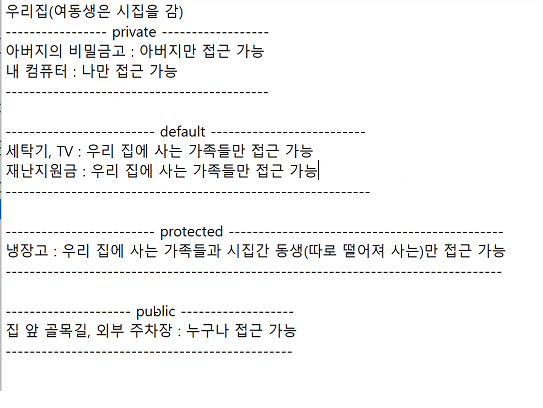 우리집(여동생은 시집을 감)
----------------- private ------------------
아버지의 비밀금고 : 아버지만 접근 가능
내 컴퓨터 : 나만 접근 가능
--------------------------------------------

------------------------- default --------------------------
세탁기, TV : 우리 집에 사는 가족들만 접근 가능
재난지원금 : 우리 집에 사는 가족들만 접근 가능
-------------------------------------------------------------

------------------------- protected ----------------------------------------------
냉장고 : 우리 집에 사는 가족들과 시집간 동생(따로 떨어져 사는)만 접근 가능
-----------------------------------------------------------------------------------

--------------------- public -------------------
집 앞 골목길, 외부 주차장 : 누구나 접근 가능
------------------------------------------------